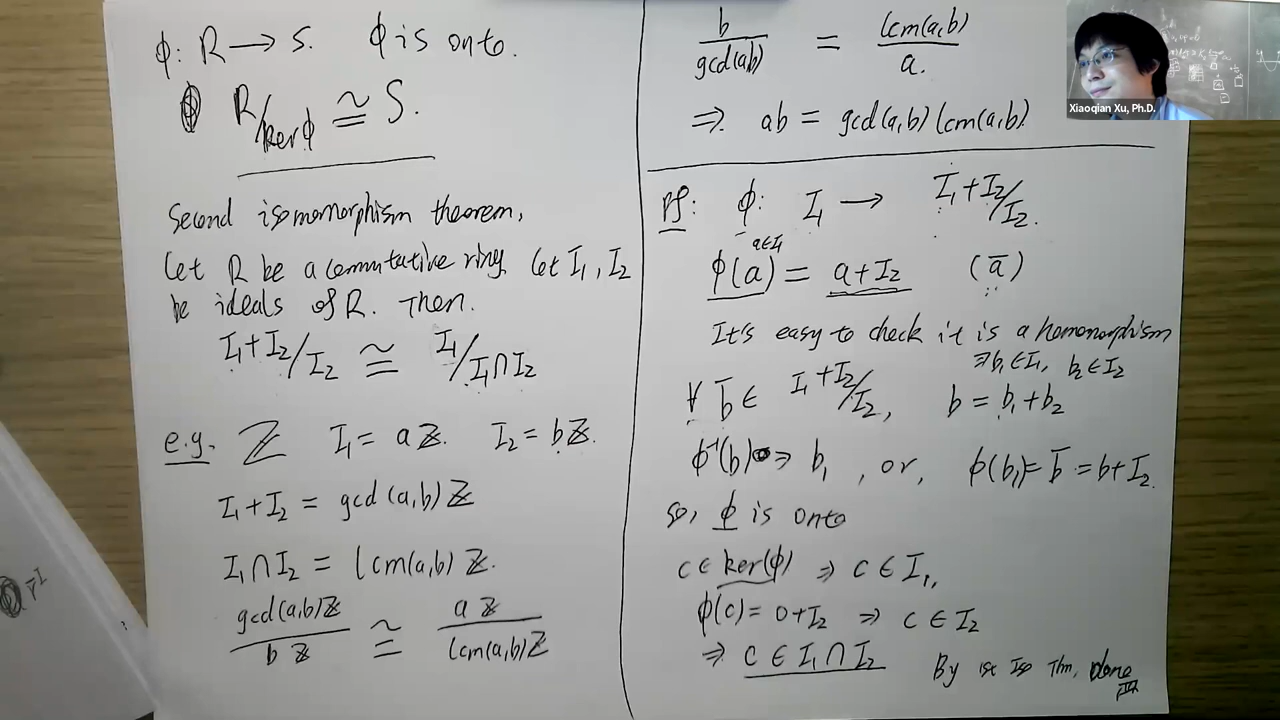 ϕ: R → S. ϕ is onto.
R/kerϕ ≅ S.
Second isomomorphism theorem,
Let R be a commutative ring. Let I₁, I₂
be ideals of R. Then.
I₁+I₂/I₂ ≅ I₁/I₁∩I₂
e.g. ℤ I₁ = aℤ. I₂ = bℤ.
I₁+I₂ = gcd(a,b)ℤ
I₁∩I₂ = lcm(a,b)ℤ.
gcd(a,b)ℤ/bℤ ≅ aℤ/lcm(a,b)ℤ
b/gcd(a,b) = lcm(a,b)/a.
⇒ ab = gcd(a,b) lcm(a,b)
pf: ϕ: I₁ → I₁+I₂/I₂.
a∈I₁
ϕ(a) = a+I₂ (ā)
It's easy to check it is a homomorphism
∃b₁∈I₁, b₂∈I₂
∀ b̄ ∈ I₁+I₂/I₂, b = b₁+b₂
ϕ⁻¹(b) ⇒ b₁, or, ϕ(b₁) = b̄ = b+I₂.
so, ϕ is onto
c ∈ ker(ϕ) ⇒ c ∈ I₁,
ϕ(c) = 0+I₂ ⇒ c ∈ I₂
⇒ c ∈ I₁∩I₂ By 1st Iso Thm, done
Xiaoqian Xu, Ph.D.